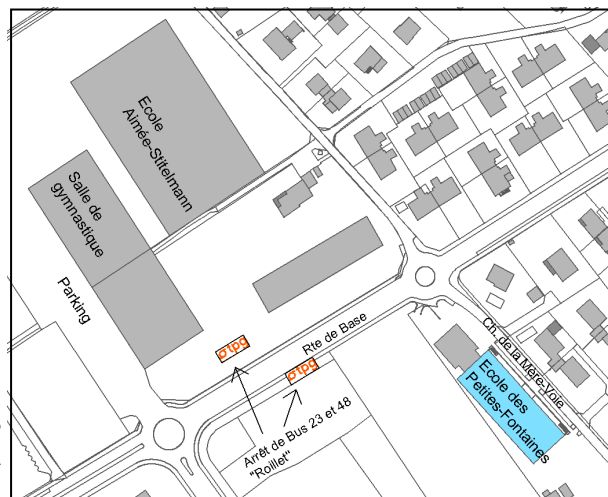 Ecole
Aimée-Stitelmann
Salle de
gymnastique
Parking
tpg
Rte de Base
tpg
Ch. de la Mère-Voie
Ecole des
Petites-Fontaines
Arrêt de Bus 23 et 48
"Roillet"